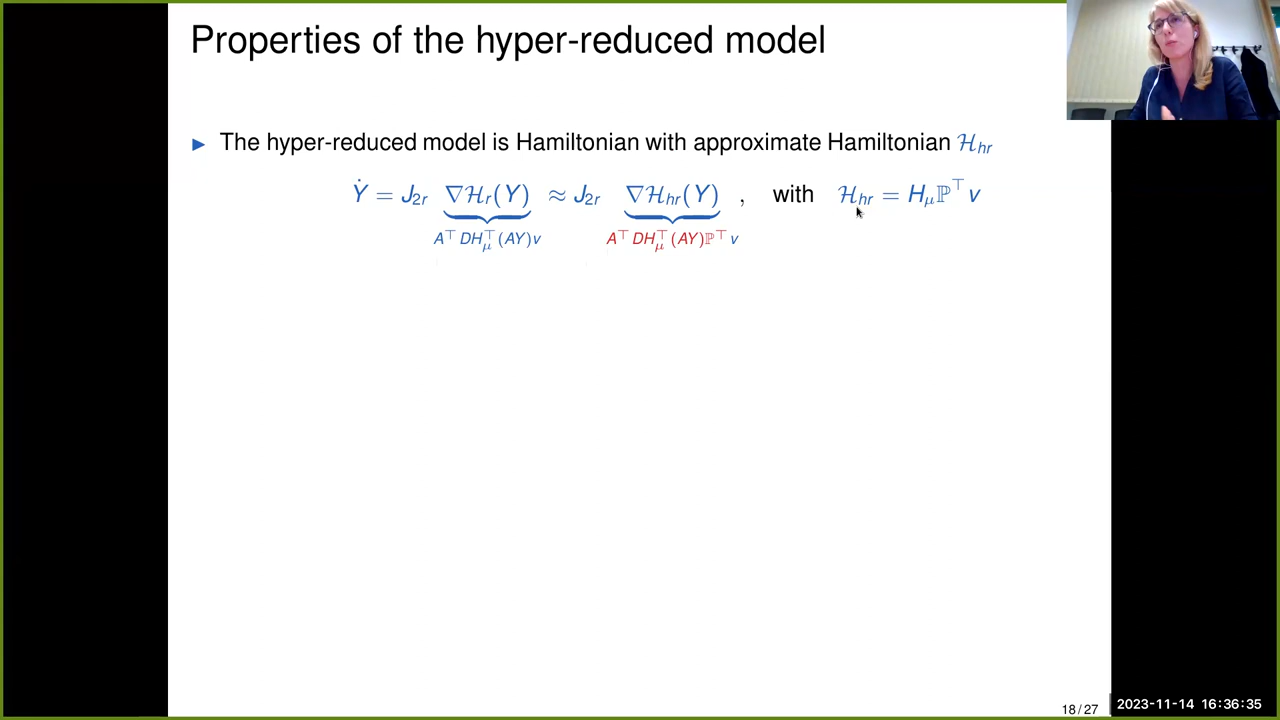 Properties of the hyper-reduced model
▶ The hyper-reduced model is Hamiltonian with approximate Hamiltonian ℋ_hr
Ẏ = J_2r ∇ℋ_r(Y) ≈ J_2r ∇ℋ_hr(Y) , with ℋ_hr = H_μ ℙ^⊤ v
A^⊤ DH_μ^⊤ (AY)v A^⊤ DH_μ^⊤ (AY)ℙ^⊤ v
18 / 27
2023-11-14 16:36:35